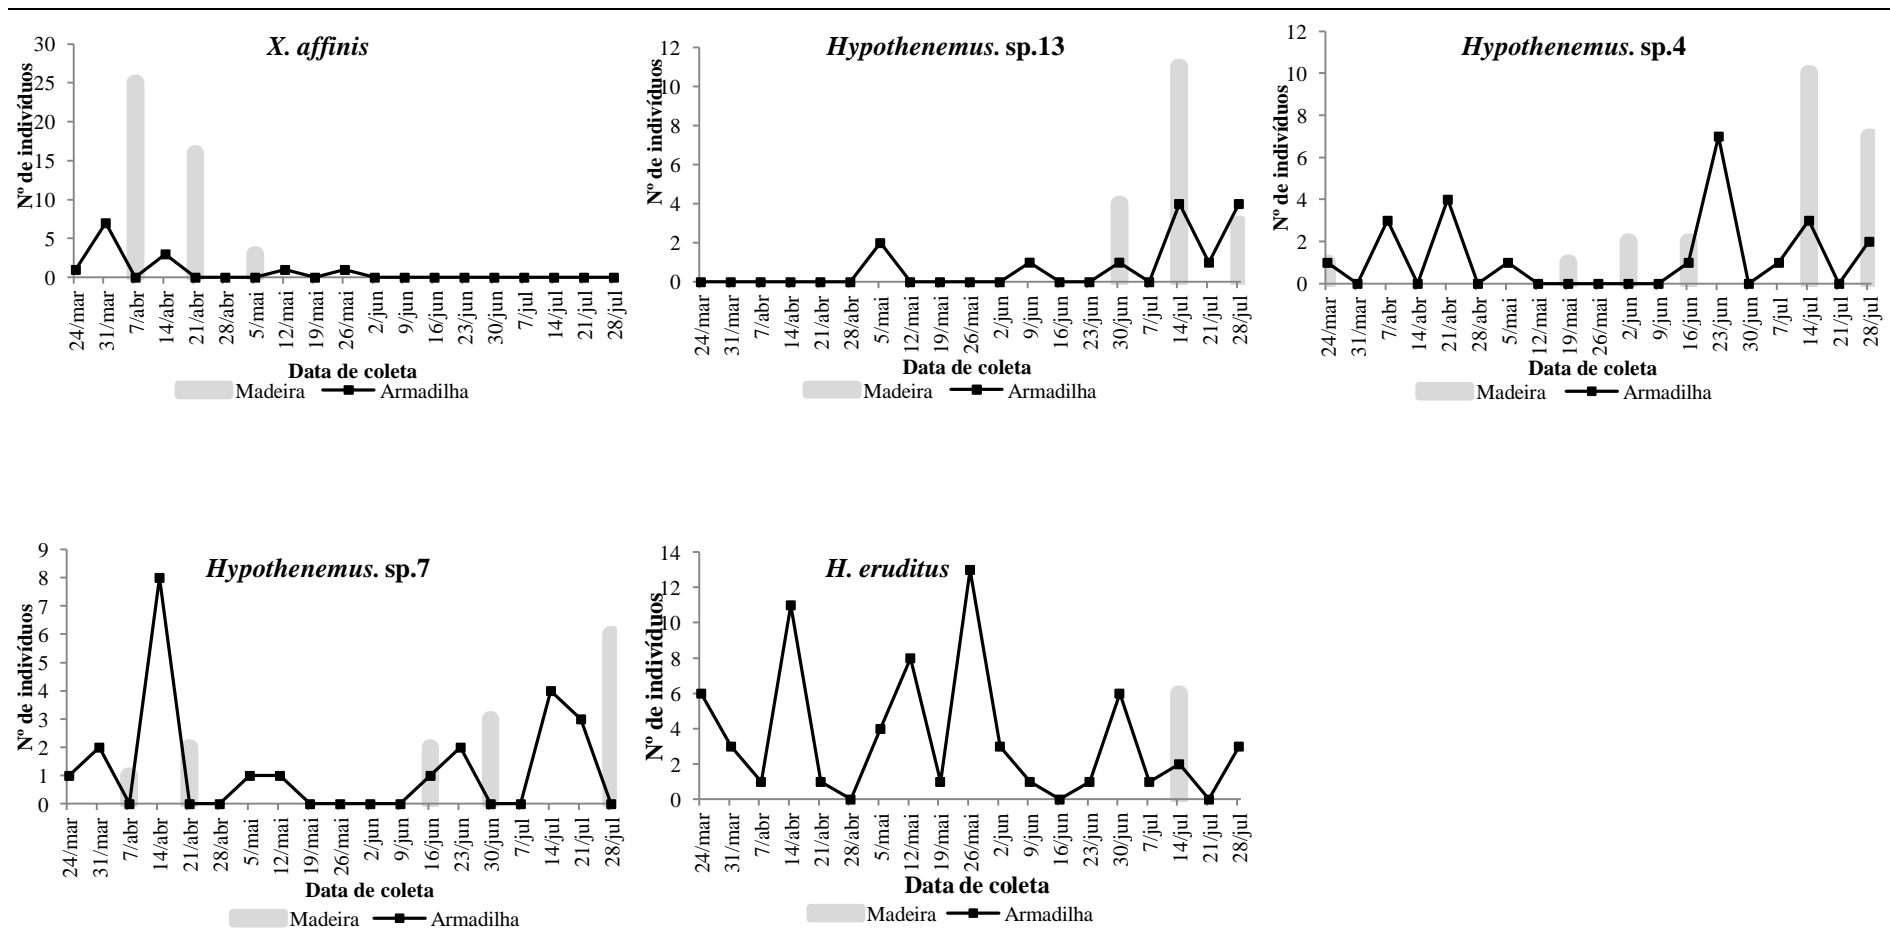 X. affinis
Nº de indivíduos
30
25
20
15
10
5
0
24/mar
31/mar
7/abr
14/abr
21/abr
28/abr
5/mai
12/mai
19/mai
26/mai
2/jun
9/jun
16/jun
23/jun
30/jun
7/jul
14/jul
21/jul
28/jul
Data de coleta
Madeira Armadilha
Hypothenemus. sp.13
Nº de indivíduos
12
10
8
6
4
2
0
24/mar
31/mar
7/abr
14/abr
21/abr
28/abr
5/mai
12/mai
19/mai
26/mai
2/jun
9/jun
16/jun
23/jun
30/jun
7/jul
14/jul
21/jul
28/jul
Data de coleta
Madeira Armadilha
Hypothenemus. sp.4
Nº de indivíduos
12
10
8
6
4
2
0
24/mar
31/mar
7/abr
14/abr
21/abr
28/abr
5/mai
12/mai
19/mai
26/mai
2/jun
9/jun
16/jun
23/jun
30/jun
7/jul
14/jul
21/jul
28/jul
Data de coleta
Madeira Armadilha
Hypothenemus. sp.7
Nº de indivíduos
9
8
7
6
5
4
3
2
1
0
24/mar
31/mar
7/abr
14/abr
21/abr
28/abr
5/mai
12/mai
19/mai
26/mai
2/jun
9/jun
16/jun
23/jun
30/jun
7/jul
14/jul
21/jul
28/jul
Data de coleta
Madeira Armadilha
H. eruditus
Nº de indivíduos
14
12
10
8
6
4
2
0
24/mar
31/mar
7/abr
14/abr
21/abr
28/abr
5/mai
12/mai
19/mai
26/mai
2/jun
9/jun
16/jun
23/jun
30/jun
7/jul
14/jul
21/jul
28/jul
Data de coleta
Madeira Armadilha